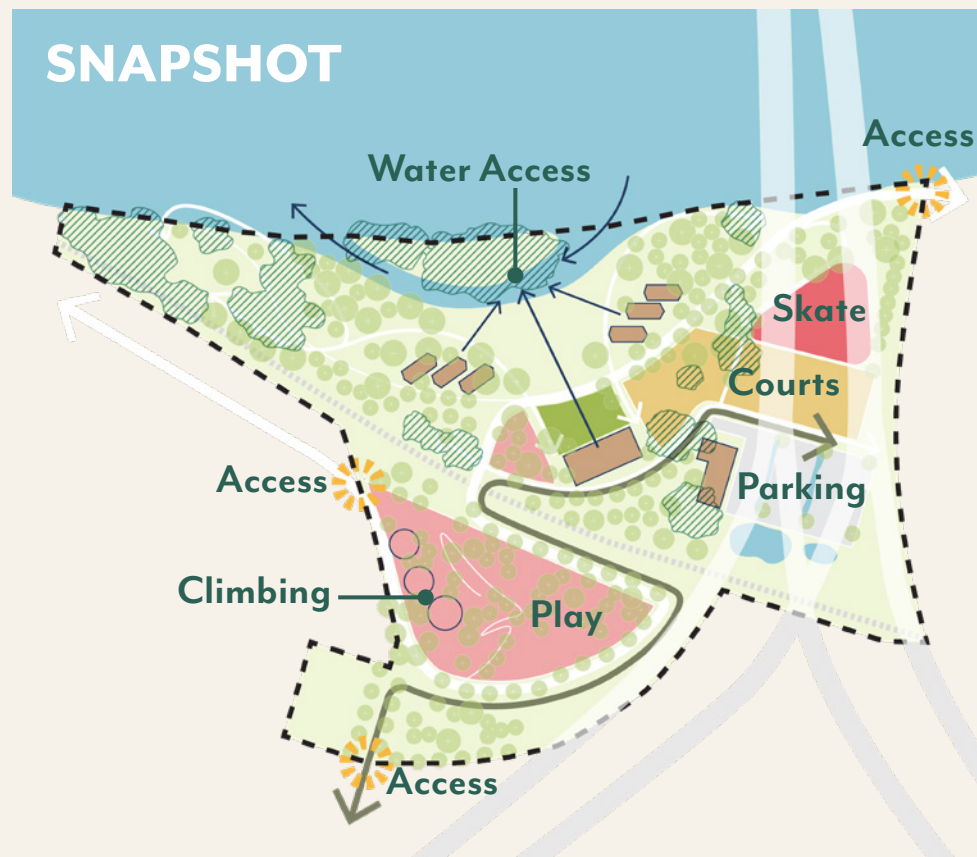 SNAPSHOT
Access
Water Access
Skate
Courts
Access
Parking
Climbing
Play
Access